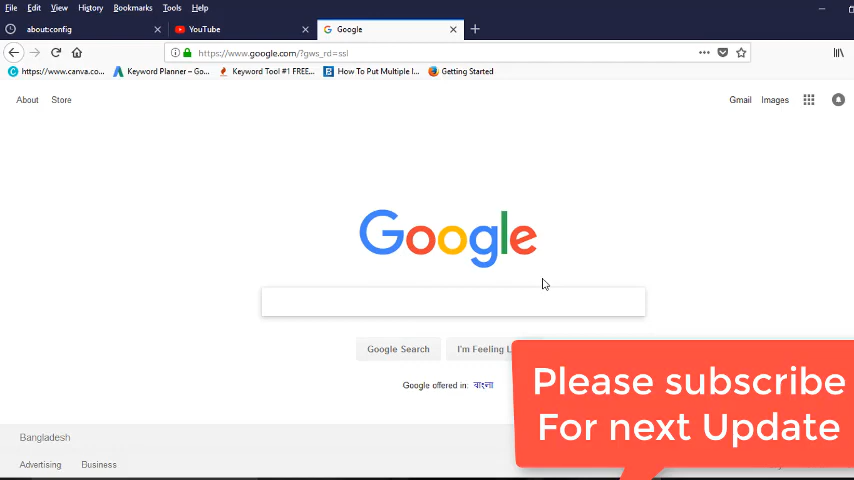 File Edit View History Bookmarks Tools Help
about:config YouTube Google
https://www.google.com/?gws_rd=ssl
https://www.canva.co... Keyword Planner – Go... Keyword Tool #1 FREE... How To Put Multiple I... Getting Started
About Store Gmail Images
Google
Google Search I'm Feeling
Google offered in: বাংলা
Please subscribe
For next Update
Bangladesh
Advertising Business